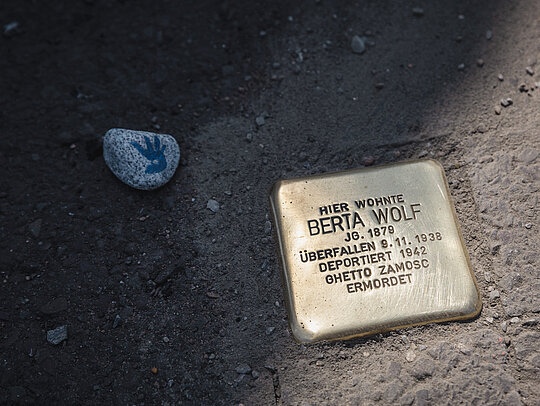 HIER WOHNTE
BERTA WOLF
JG. 1879
ÜBERFALLEN 9.11.1938
DEPORTIERT 1942
GHETTO ZAMOSC
ERMORDET